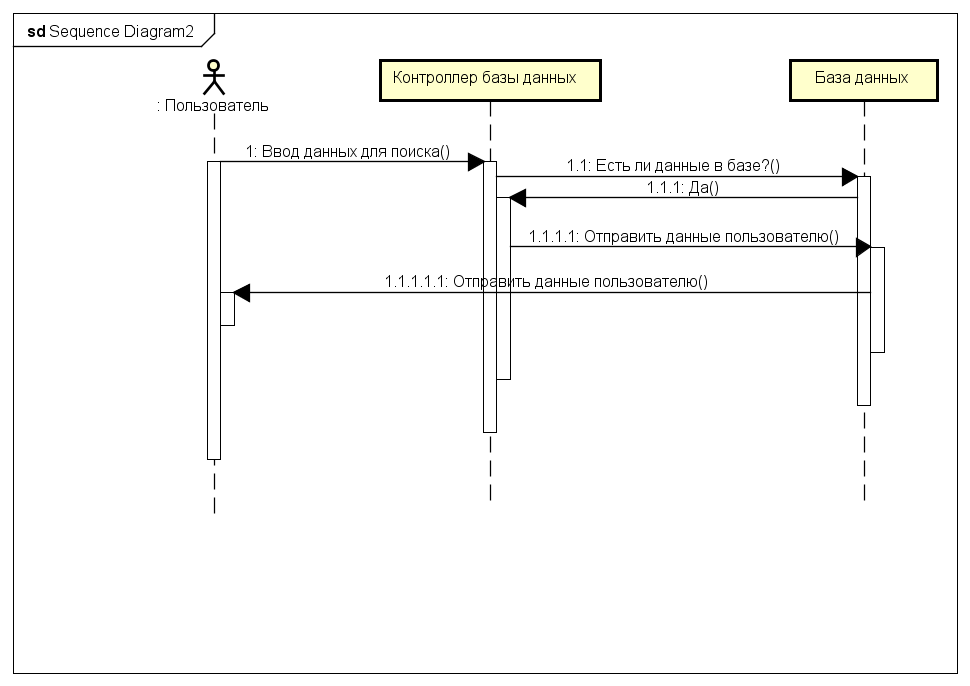 sd Sequence Diagram2
: Пользователь
Контроллер базы данных
База данных
1: Ввод данных для поиска()
1.1: Есть ли данные в базе?()
1.1.1: Да()
1.1.1.1: Отправить данные пользователю()
1.1.1.1.1: Отправить данные пользователю()